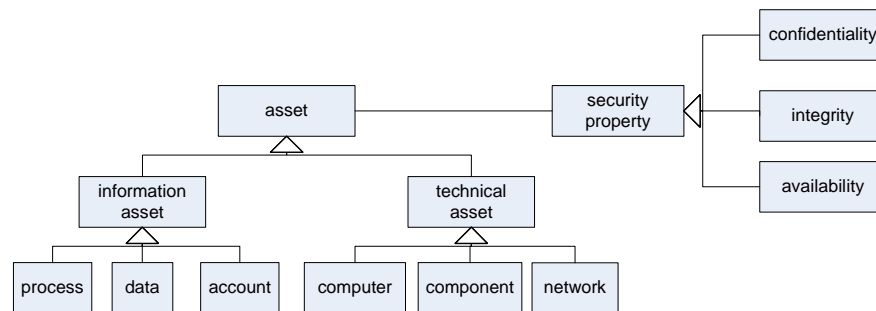 confidentiality
asset
security
property
integrity
information
asset
technical
asset
availability
process
data
account
computer
component
network